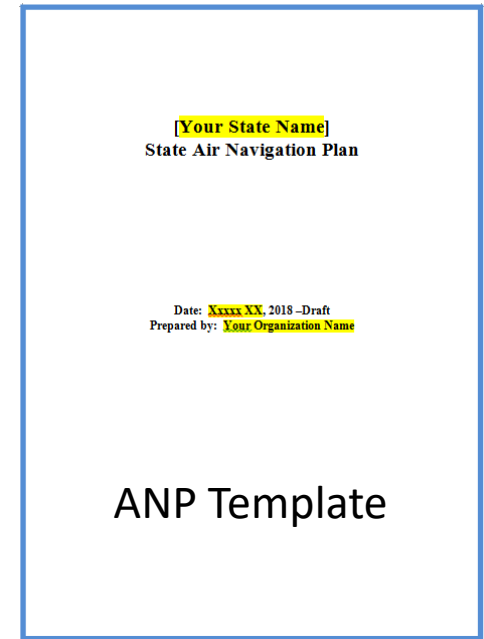 [Your State Name]
State Air Navigation Plan
Date: Xxxxx XX, 2018 –Draft
Prepared by: Your Organization Name
ANP Template